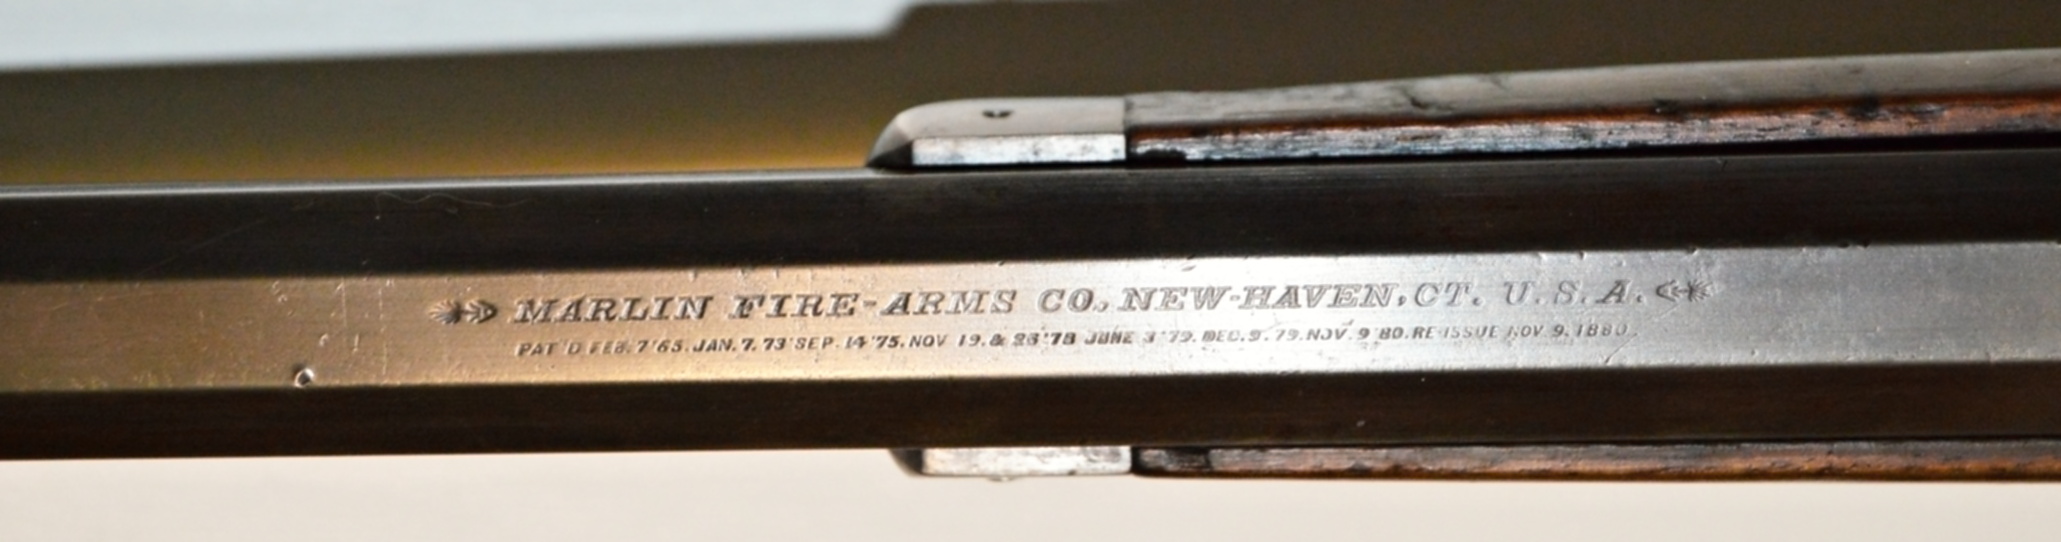 MARLIN FIRE-ARMS CO., NEW-HAVEN, CT. U.S.A.
PAT'D FEB. 7'65. JAN. 7. 73 SEP. 14 '75. NOV 19. & 26 '78 JUNE 3 '79. DEC. 9. 79. NOV. 9 '80. RE-ISSUE NOV 9. 1880.